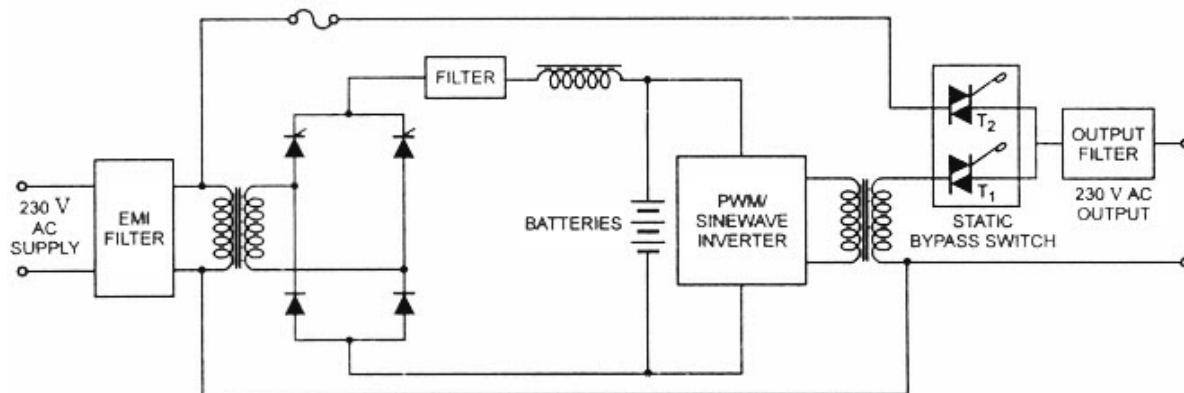 FILTER
T2
OUTPUT
FILTER
230 V
AC
SUPPLY
EMI
FILTER
BATTERIES
PWM/
SINEWAVE
INVERTER
T1
STATIC
BYPASS SWITCH
230 V AC
OUTPUT